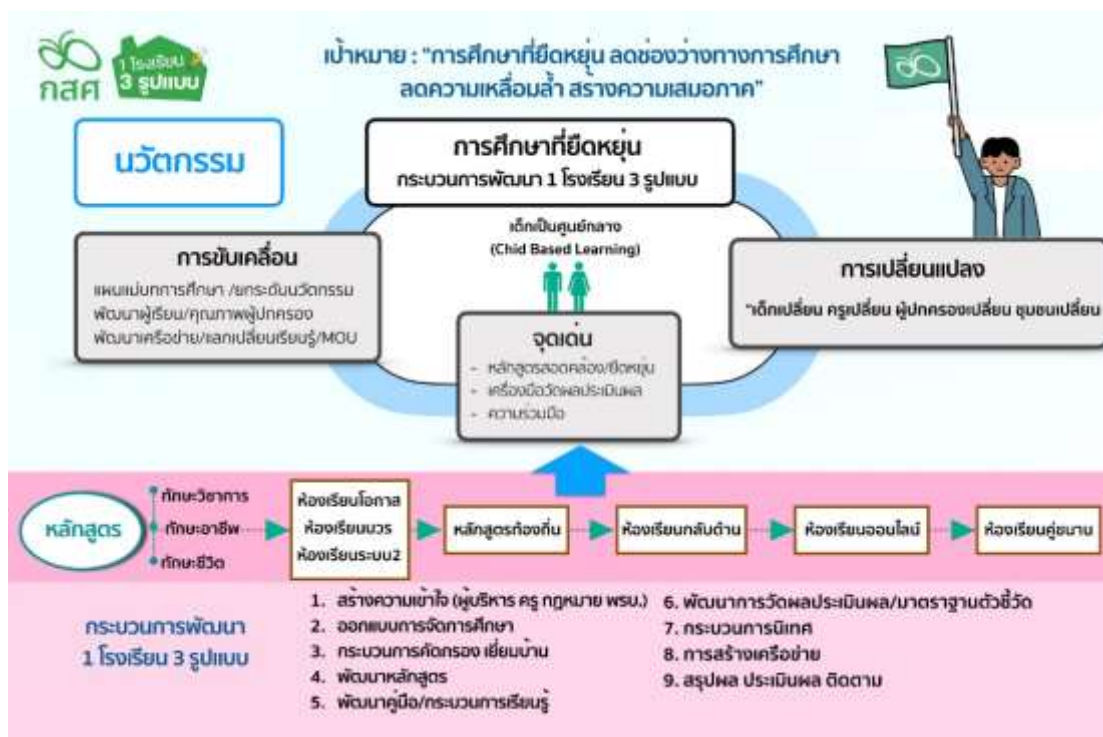 กสศ
1 โรงเรียน
3 รูปแบบ
เป้าหมาย : "การศึกษาที่ยืดหยุ่น ลดช่องว่างทางการศึกษา
ลดความเหลื่อมล้ำ สร้างความเสมอภาค"
นวัตกรรม
การศึกษาที่ยืดหยุ่น
กระบวนการพัฒนา 1 โรงเรียน 3 รูปแบบ
เด็กเป็นศูนย์กลาง
(Chid Based Learning)
การขับเคลื่อน
แผนแม่บทการศึกษา /ยกระดับนวัตกรรม
พัฒนาผู้เรียน/คุณภาพผู้ปกครอง
พัฒนาเครือข่าย/แลกเปลี่ยนเรียนรู้/MOU
การเปลี่ยนแปลง
"เด็กเปลี่ยน ครูเปลี่ยน ผู้ปกครองเปลี่ยน ชุมชนเปลี่ยน
จุดเด่น
- หลักสูตรสอดคล้อง/ยืดหยุ่น
- เครื่องมือวัดผลประเมินผล
- ความร่วมมือ
หลักสูตร
ทักษะวิชาการ
ทักษะอาชีพ
ทักษะชีวิต
ห้องเรียนโอกาส
ห้องเรียนบวร
ห้องเรียนระบบ2
หลักสูตรท้องถิ่น
ห้องเรียนกลับด้าน
ห้องเรียนออนไลน์
ห้องเรียนคู่ขนาน
กระบวนการพัฒนา
1 โรงเรียน 3 รูปแบบ
1. สร้างความเข้าใจ (ผู้บริหาร ครู กฎหมาย พรบ.)
2. ออกแบบการจัดการศึกษา
3. กระบวนการคัดกรอง เยี่ยมบ้าน
4. พัฒนาหลักสูตร
5. พัฒนาคู่มือ/กระบวนการเรียนรู้
6. พัฒนาการวัดผลประเมินผล/มาตราฐานตัวชี้วัด
7. กระบวนการนิเทศ
8. การสร้างเครือข่าย
9. สรุปผล ประเมินผล ติดตาม